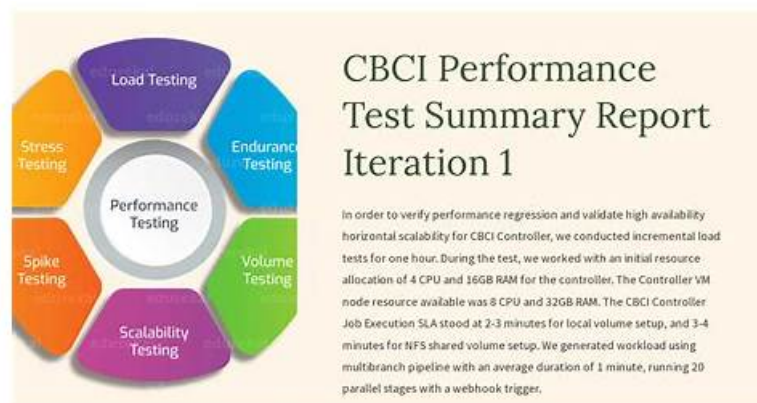 Load Testing
Stress
Testing
Endurance
Testing
Performance
Testing
Spike
Testing
Volume
Testing
Scalability
Testing
CBCI Performance
Test Summary Report
Iteration 1
In order to verify performance regression and validate high availability
horizontal scalability for CBCI Controller, we conducted incremental load
tests for one hour. During the test, we worked with an initial resource
allocation of 4 CPU and 16GB RAM for the controller. The Controller VM
node resource available was 8 CPU and 32GB RAM. The CBCI Controller
Job Execution SLA stood at 2-3 minutes for local volume setup, and 3-4
minutes for NFS shared volume setup. We generated workload using
multibranch pipeline with an average duration of 1 minute, running 20
parallel stages with a webhook trigger.